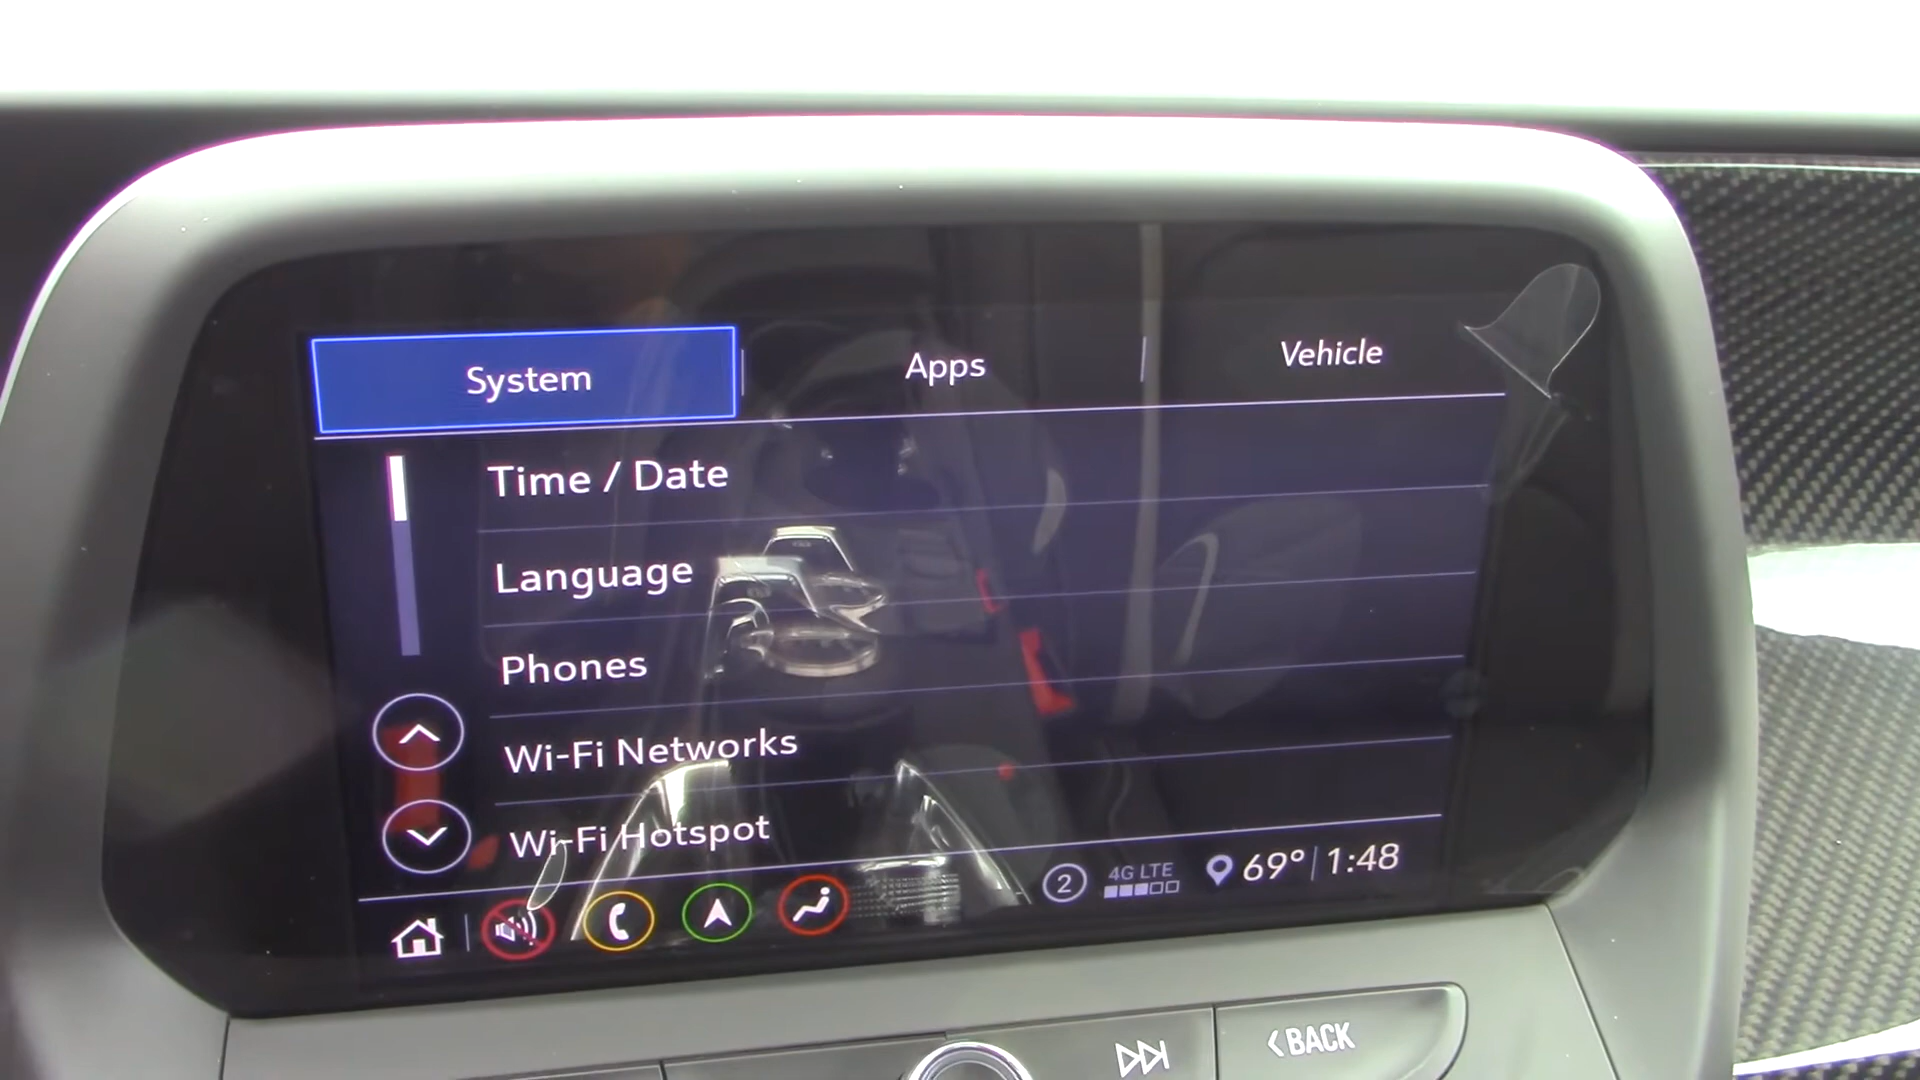 System
Apps
Vehicle
Time / Date
Language
Phones
Wi-Fi Networks
Wi-Fi Hotspot
2
4G LTE
69° 1:48
BACK